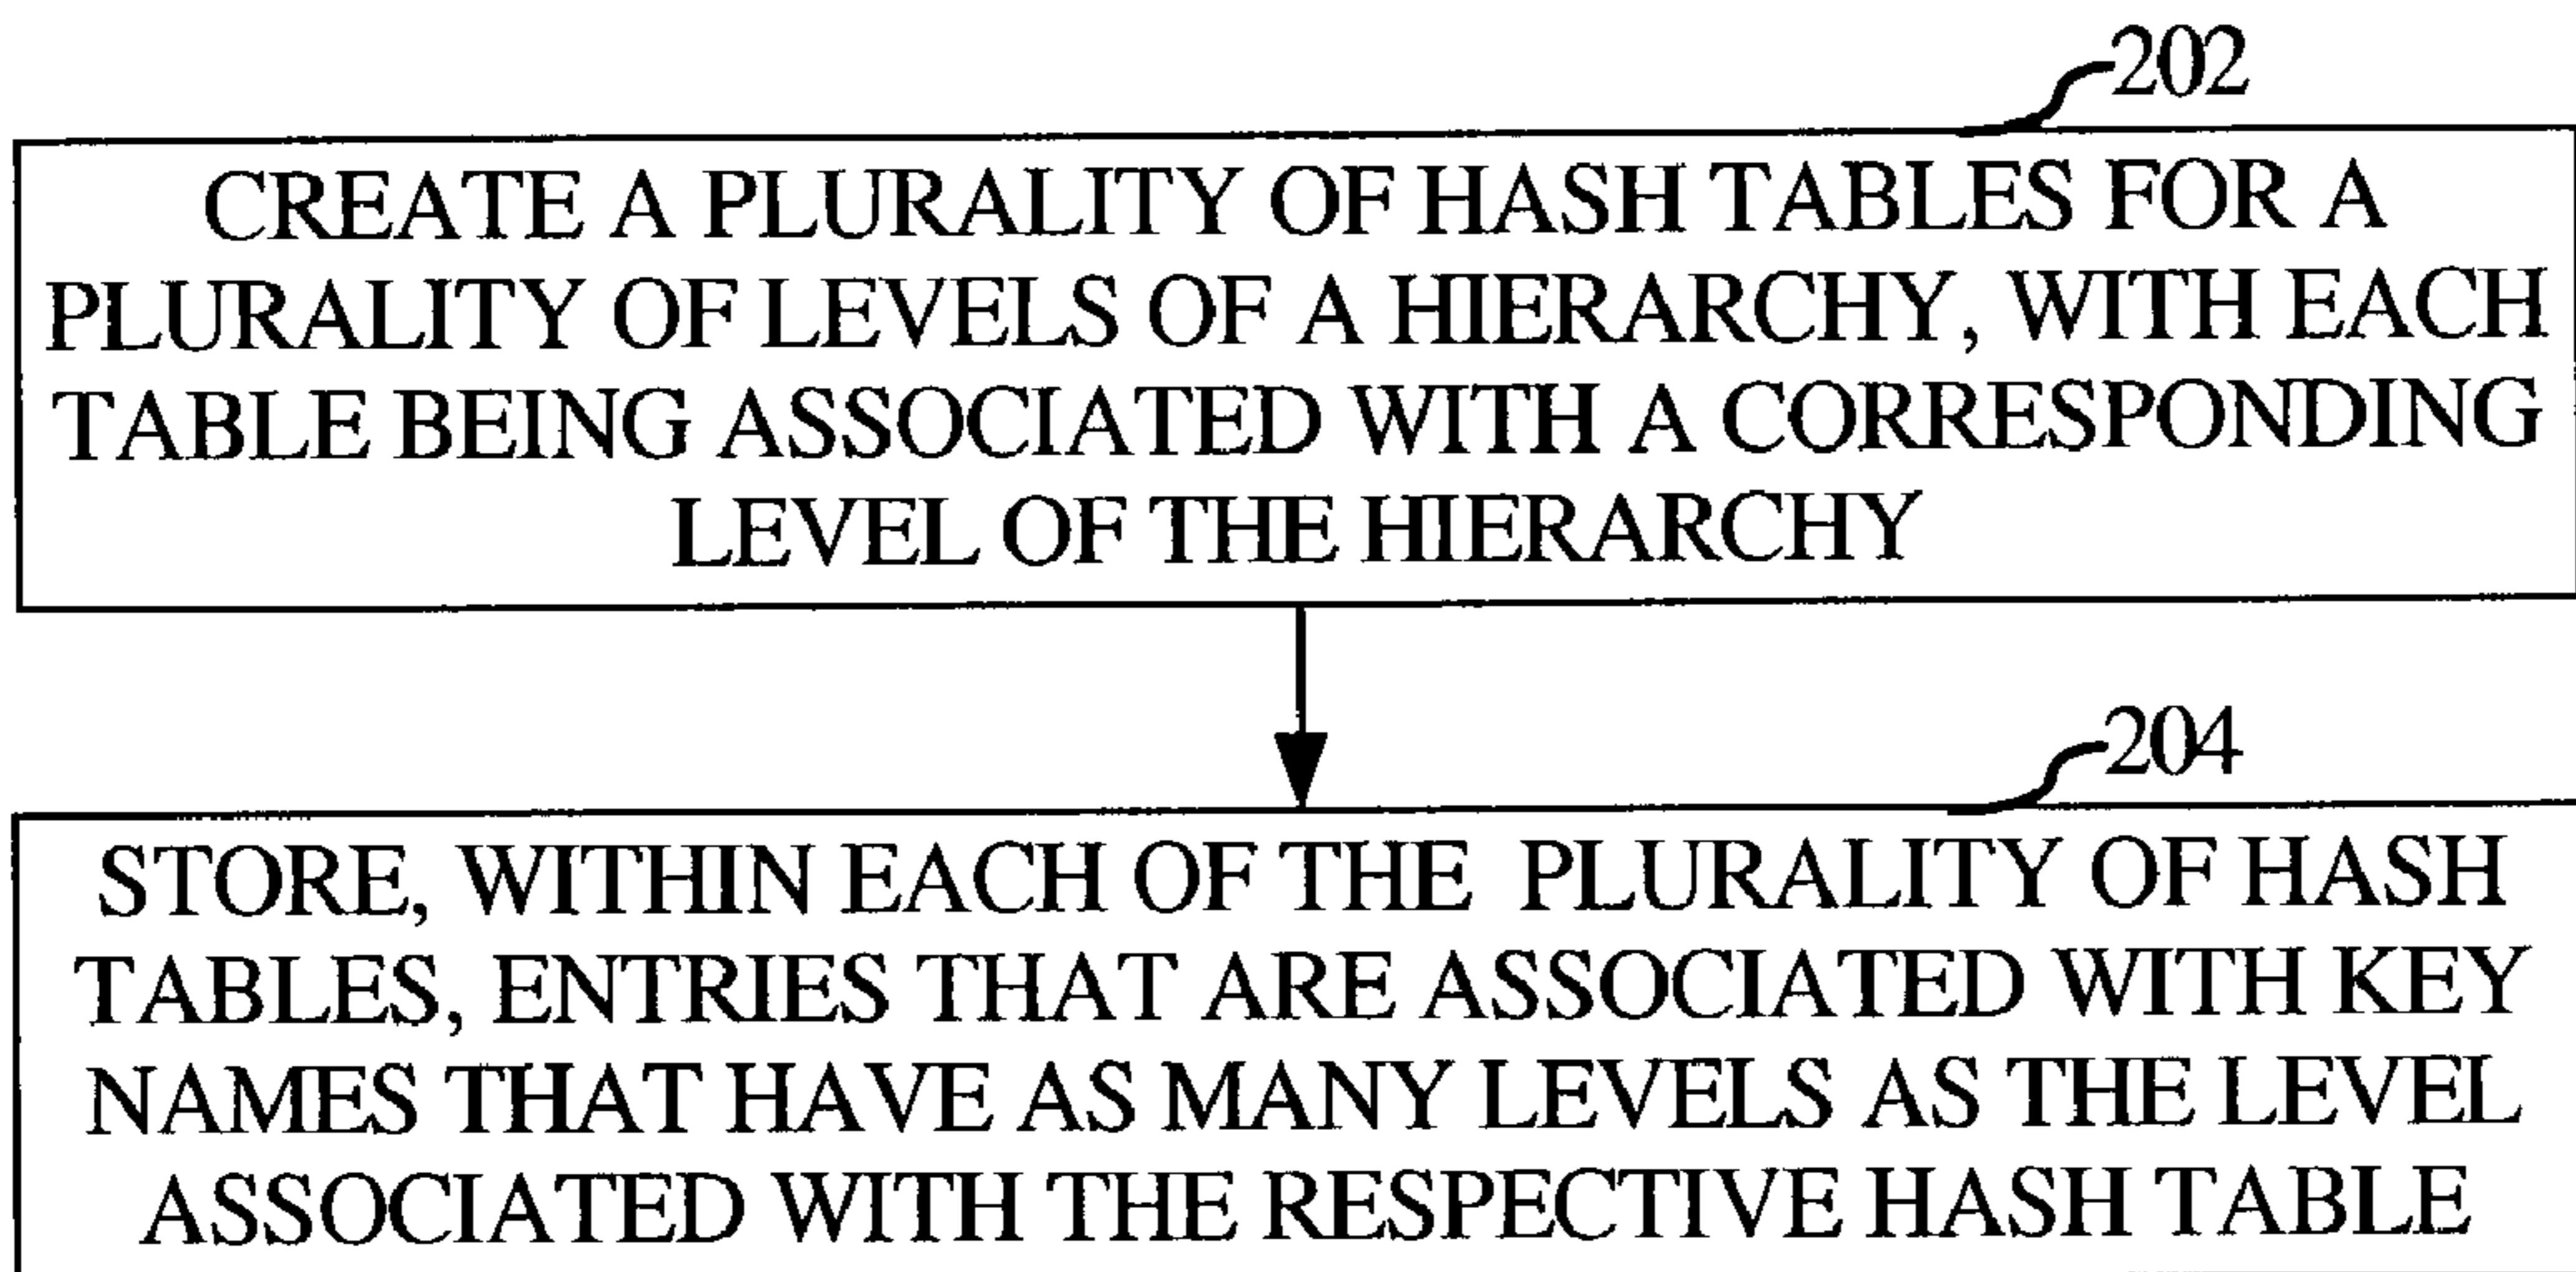 202
CREATE A PLURALITY OF HASH TABLES FOR A
PLURALITY OF LEVELS OF A HIERARCHY, WITH EACH
TABLE BEING ASSOCIATED WITH A CORRESPONDING
LEVEL OF THE HIERARCHY
204
STORE, WITHIN EACH OF THE PLURALITY OF HASH
TABLES, ENTRIES THAT ARE ASSOCIATED WITH KEY
NAMES THAT HAVE AS MANY LEVELS AS THE LEVEL
ASSOCIATED WITH THE RESPECTIVE HASH TABLE